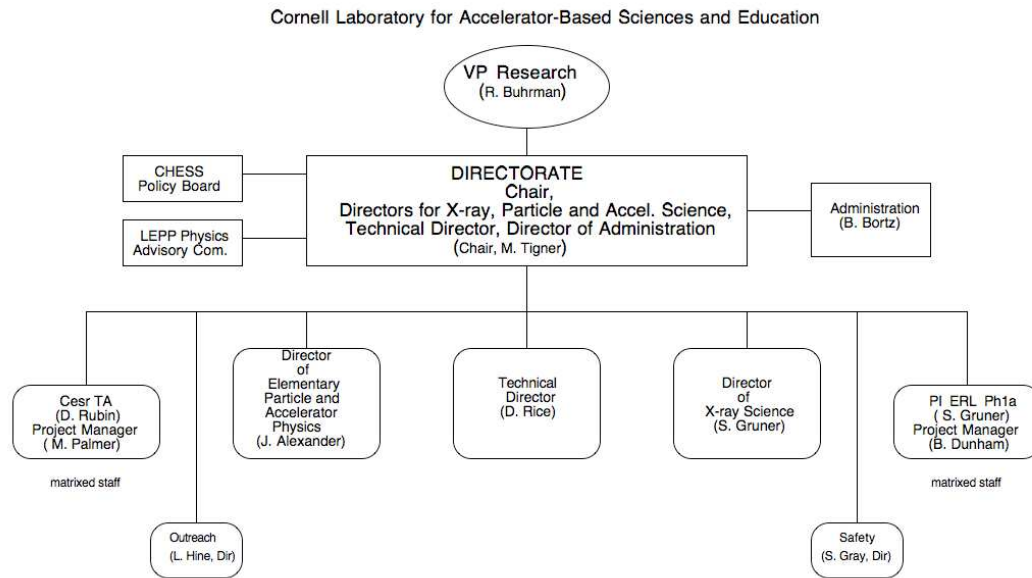 Cornell Laboratory for Accelerator-Based Sciences and Education
VP Research
(R. Buhrman)
CHESS
Policy Board
LEPP Physics
Advisory Com.
DIRECTORATE
Chair,
Directors for X-ray, Particle and Accel. Science,
Technical Director, Director of Administration
(Chair, M. Tigner)
Administration
(B. Bortz)
Cesr TA
(D. Rubin)
Project Manager
( M. Palmer)
matrixed staff
Director
of
Elementary
Particle and
Accelerator
Physics
(J. Alexander)
Technical
Director
(D. Rice)
Director
of
X-ray Science
(S. Gruner)
PI ERL Ph1a
( S. Gruner)
Project Manager
(B. Dunham)
matrixed staff
Outreach
(L. Hine, Dir)
Safety
(S. Gray, Dir)